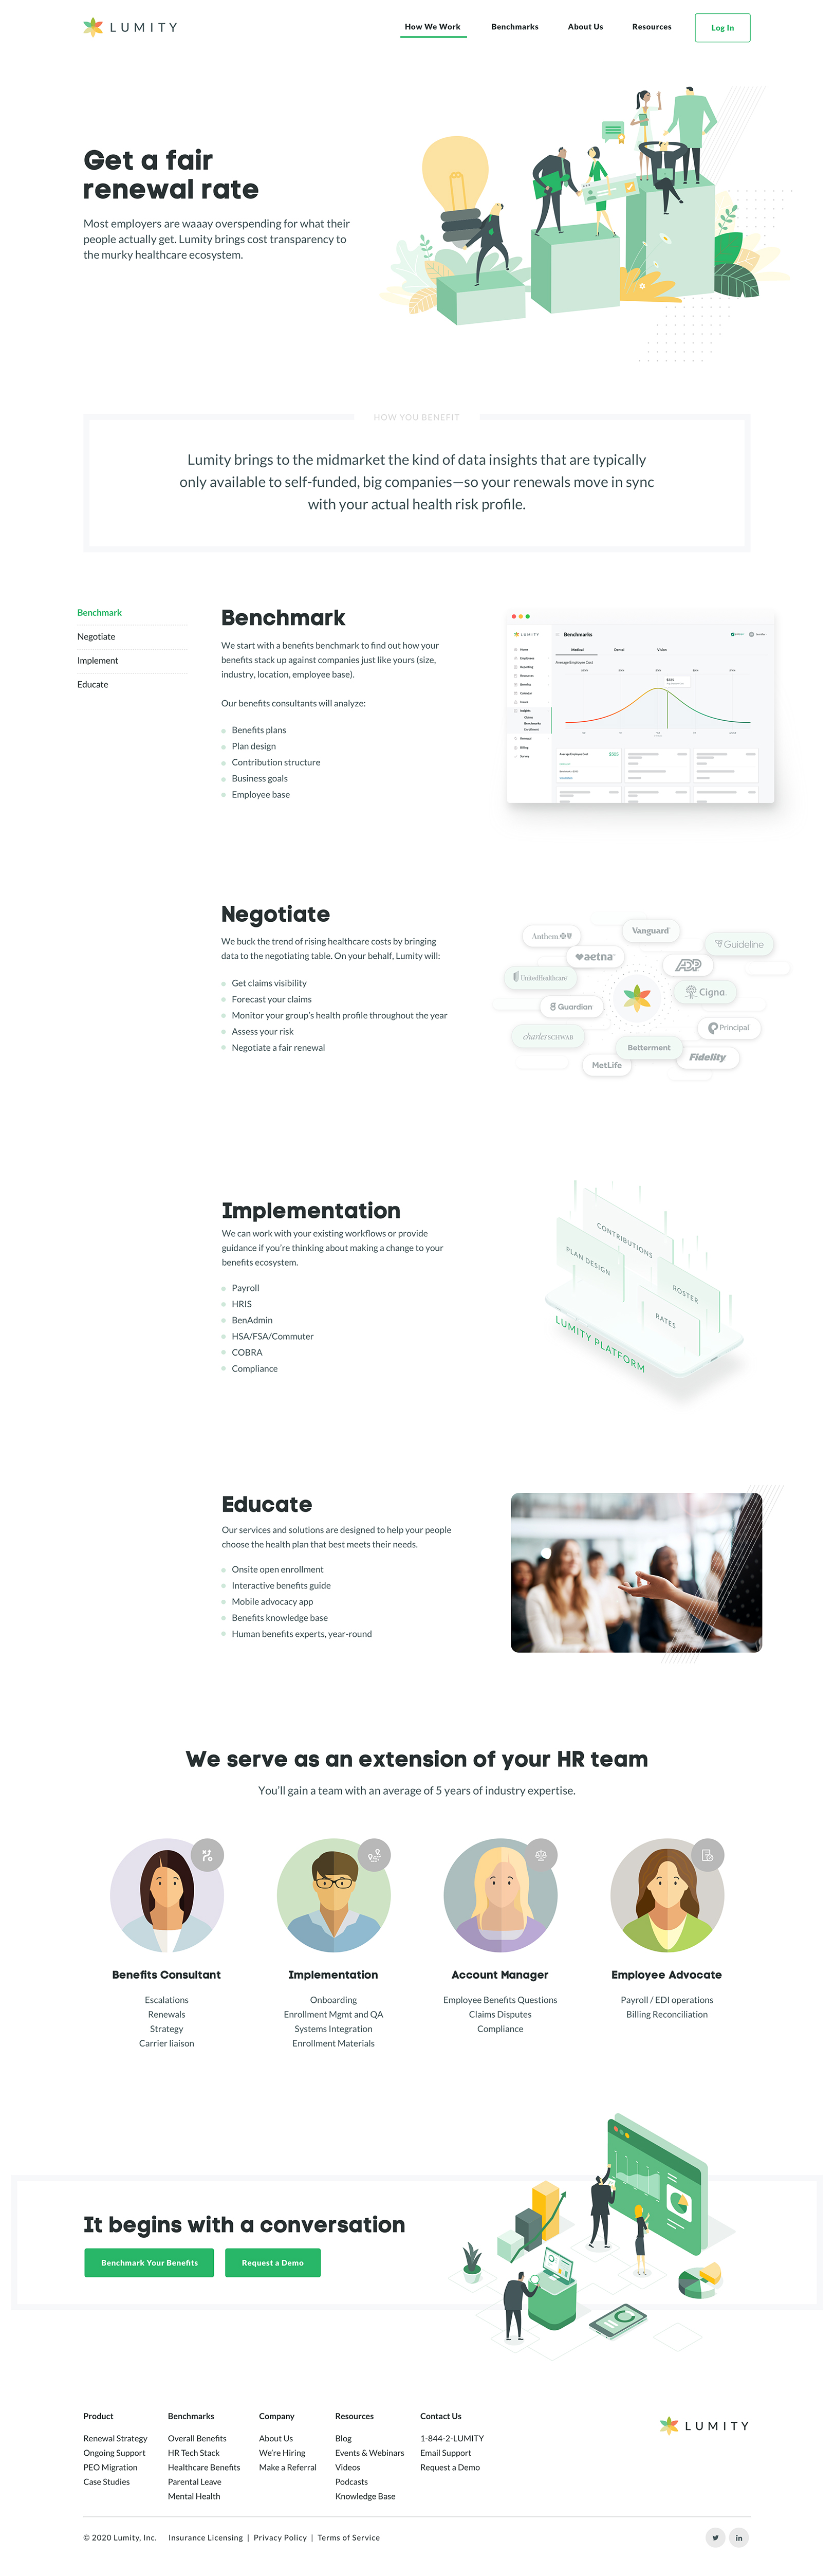 LUMITY
How We Work
Benchmarks
About Us
Resources
Log In
Get a fair
renewal rate
Most employers are waaay overspending for what their
people actually get. Lumity brings cost transparency to
the murky healthcare ecosystem.
HOW YOU BENEFIT
Lumity brings to the midmarket the kind of data insights that are typically
only available to self-funded, big companies—so your renewals move in sync
with your actual health risk profile.
Benchmark
Negotiate
Implement
Educate
Benchmark
We start with a benefits benchmark to find out how your
benefits stack up against companies just like yours (size,
industry, location, employee base).
Our benefits consultants will analyze:
Benefits plans
Plan design
Contribution structure
Business goals
Employee base
LUMITY
Benchmarks
Medical
Dental
Vision
Average Employee Cost
Negotiate
We buck the trend of rising healthcare costs by bringing
data to the negotiating table. On your behalf, Lumity will:
Get claims visibility
Forecast your claims
Monitor your group's health profile throughout the year
Assess your risk
Negotiate a fair renewal
Anthem
Vanguard
Guideline
aetna
ADP
UnitedHealthcare
Cigna
Guardian
Principal
charles SCHWAB
Betterment
Fidelity
MetLife
Implementation
We can work with your existing workflows or provide
guidance if you're thinking about making a change to your
benefits ecosystem.
Payroll
HRIS
BenAdmin
HSA/FSA/Commuter
COBRA
Compliance
CONTRIBUTIONS
PLAN DESIGN
ROSTER
RATES
LUMITY PLATFORM
Educate
Our services and solutions are designed to help your people
choose the health plan that best meets their needs.
Onsite open enrollment
Interactive benefits guide
Mobile advocacy app
Benefits knowledge base
Human benefits experts, year-round
We serve as an extension of your HR team
You'll gain a team with an average of 5 years of industry expertise.
Benefits Consultant
Escalations
Renewals
Strategy
Carrier liaison
Implementation
Onboarding
Enrollment Mgmt and QA
Systems Integration
Enrollment Materials
Account Manager
Employee Benefits Questions
Claims Disputes
Compliance
Employee Advocate
Payroll / EDI operations
Billing Reconciliation
It begins with a conversation
Benchmark Your Benefits
Request a Demo
Product
Renewal Strategy
Ongoing Support
PEO Migration
Case Studies
Benchmarks
Overall Benefits
HR Tech Stack
Healthcare Benefits
Parental Leave
Mental Health
Company
About Us
We're Hiring
Make a Referral
Resources
Blog
Events & Webinars
Videos
Podcasts
Knowledge Base
Contact Us
1-844-2-LUMITY
Email Support
Request a Demo
LUMITY
© 2020 Lumity, Inc.
Insurance Licensing | Privacy Policy | Terms of Service